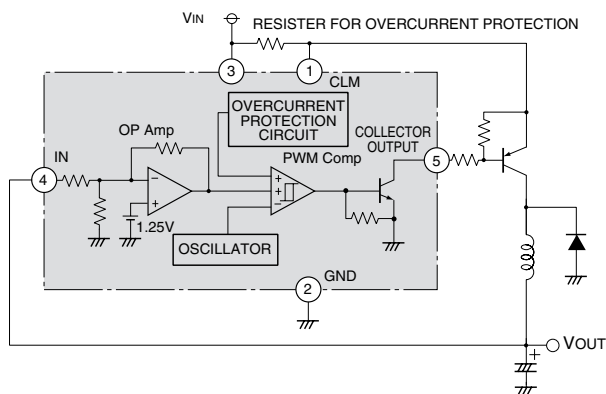 VIN
RESISTER FOR OVERCURRENT PROTECTION
3
1
CLM
OVERCURRENT
PROTECTION
CIRCUIT
OP Amp
COLLECTOR
OUTPUT
IN
PWM Comp
4
5
−
+
+
+
−
1.25V
OSCILLATOR
2
GND
VOUT
+